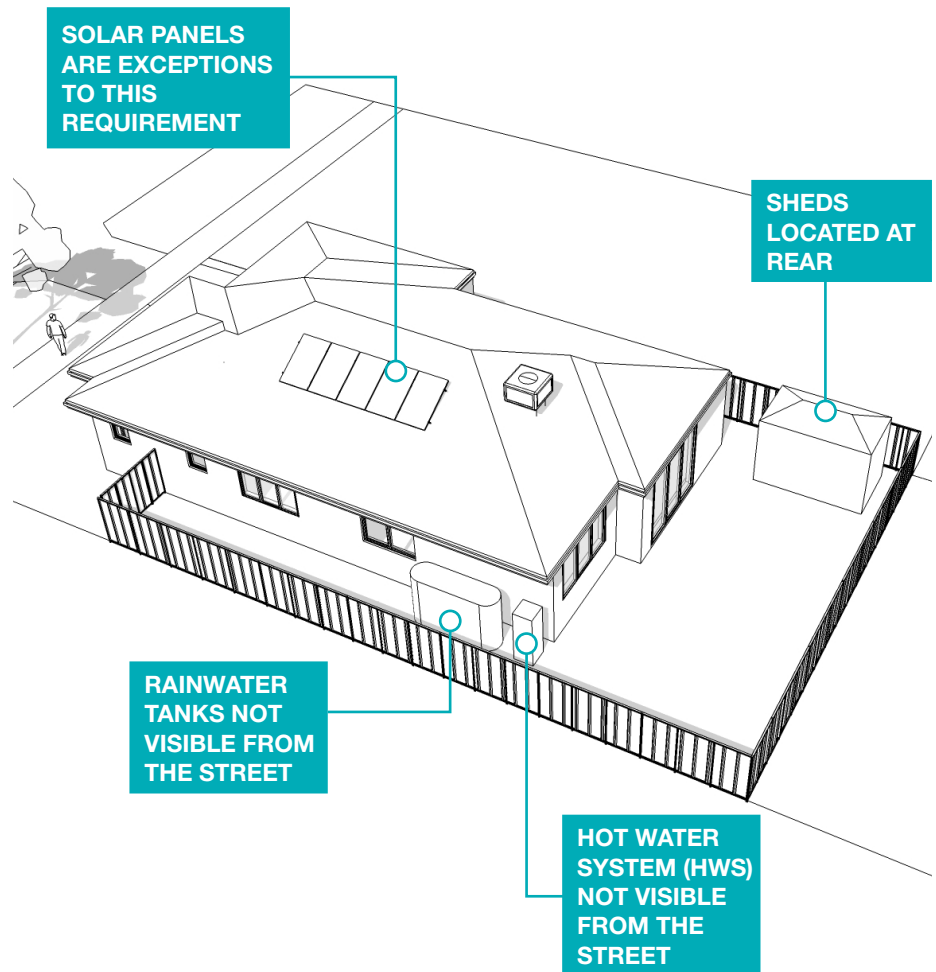 SOLAR PANELS
ARE EXCEPTIONS
TO THIS
REQUIREMENT
SHEDS
LOCATED AT
REAR
RAINWATER
TANKS NOT
VISIBLE FROM
THE STREET
HOT WATER
SYSTEM (HWS)
NOT VISIBLE
FROM THE
STREET